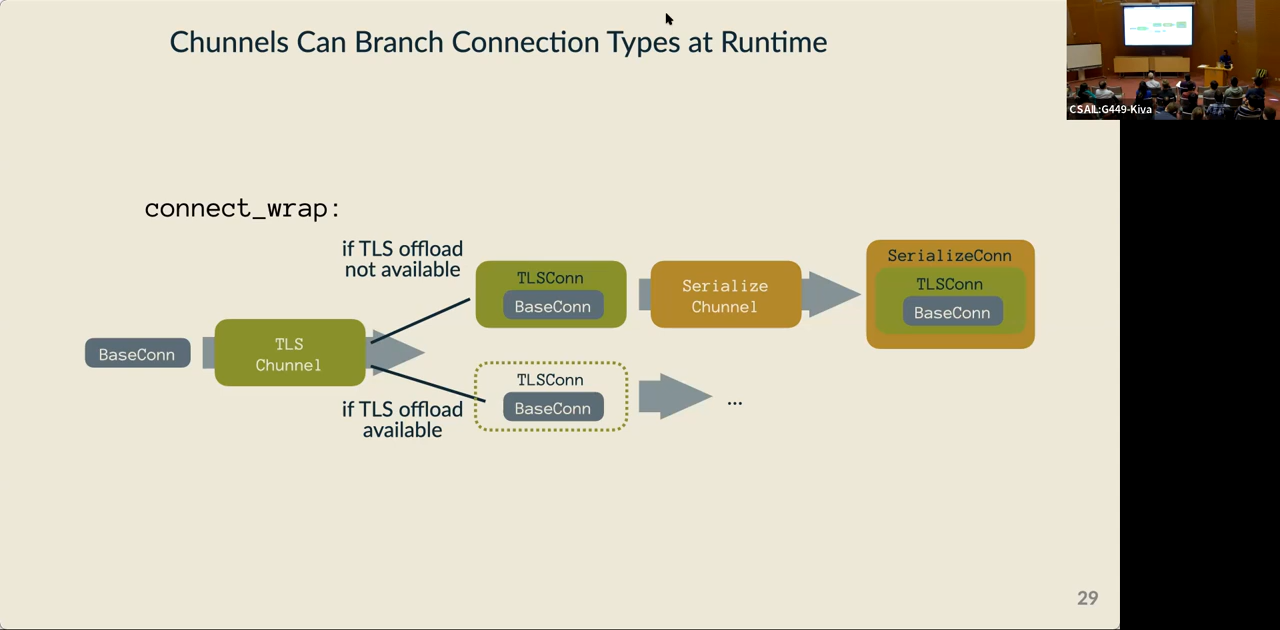 Chunnels Can Branch Connection Types at Runtime
CSAIL:G449-Kiva
connect_wrap:
if TLS offload
not available
TLSConn
BaseConn
Serialize
Chunnel
SerializeConn
TLSConn
BaseConn
BaseConn
TLS
Chunnel
if TLS offload
available
TLSConn
BaseConn
...
29